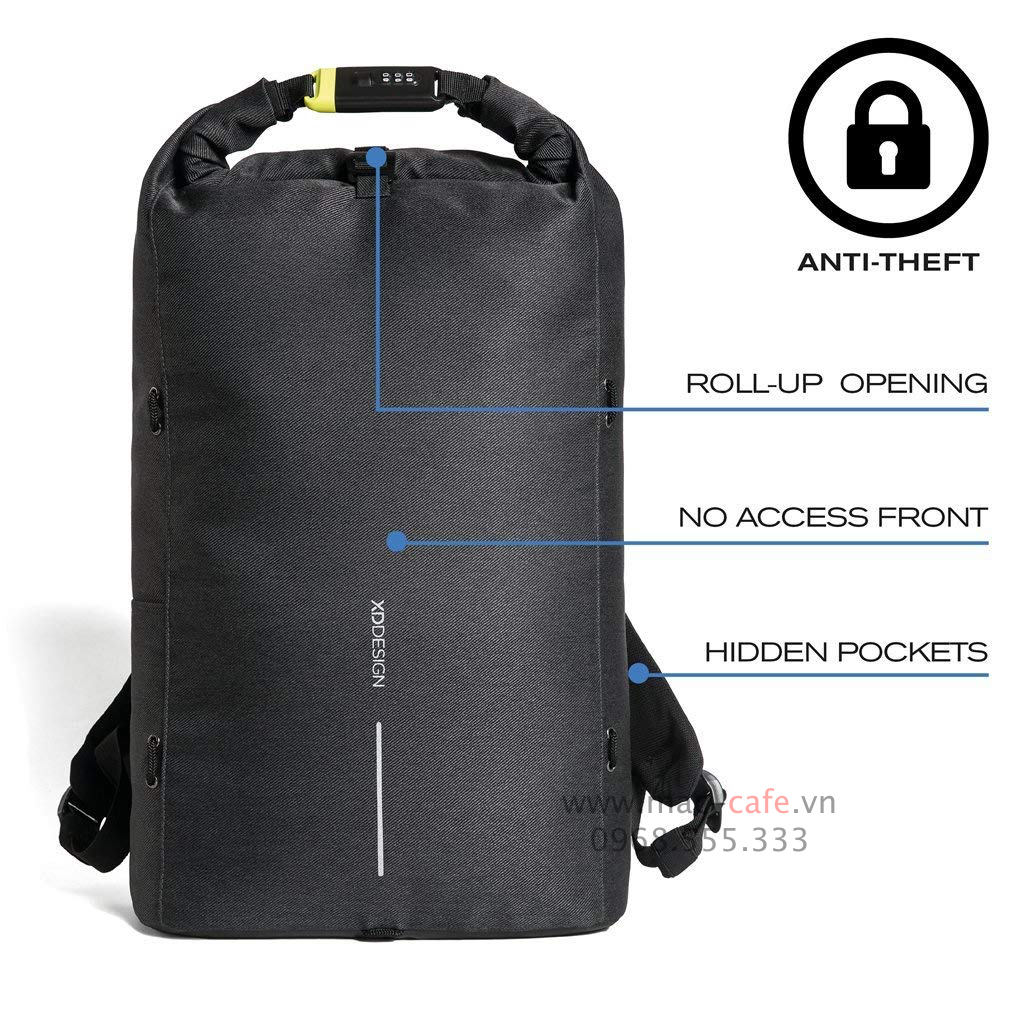 ANTI-THEFT
ROLL-UP OPENING
NO ACCESS FRONT
HIDDEN POCKETS
XDDESIGN